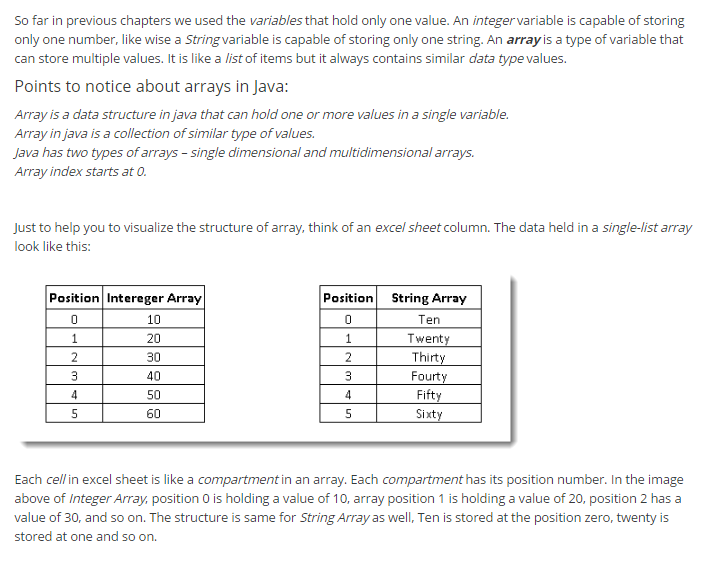 So far in previous chapters we used the variables that hold only one value. An integer variable is capable of storing
only one number, like wise a String variable is capable of storing only one string. An array is a type of variable that
can store multiple values. It is like a list of items but it always contains similar data type values.
Points to notice about arrays in Java:
Array is a data structure in java that can hold one or more values in a single variable.
Array in java is a collection of similar type of values.
Java has two types of arrays – single dimensional and multidimensional arrays.
Array index starts at 0.
Just to help you to visualize the structure of array, think of an excel sheet column. The data held in a single-list array
look like this:
Position Intereger Array
0 10
1 20
2 30
3 40
4 50
5 60
Position String Array
0 Ten
1 Twenty
2 Thirty
3 Fourty
4 Fifty
5 Sixty
Each cell in excel sheet is like a compartment in an array. Each compartment has its position number. In the image
above of Integer Array, position 0 is holding a value of 10, array position 1 is holding a value of 20, position 2 has a
value of 30, and so on. The structure is same for String Array as well, Ten is stored at the position zero, twenty is
stored at one and so on.